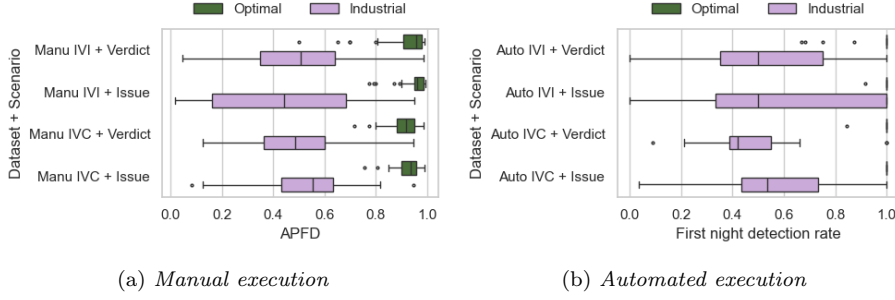 Optimal Industrial
Dataset + Scenario
Manu IVI + Verdict
Manu IVI + Issue
Manu IVC + Verdict
Manu IVC + Issue
0.0 0.2 0.4 0.6 0.8 1.0
APFD
(a) Manual execution
Optimal Industrial
Dataset + Scenario
Auto IVI + Verdict
Auto IVI + Issue
Auto IVC + Verdict
Auto IVC + Issue
0.0 0.2 0.4 0.6 0.8 1.0
First night detection rate
(b) Automated execution